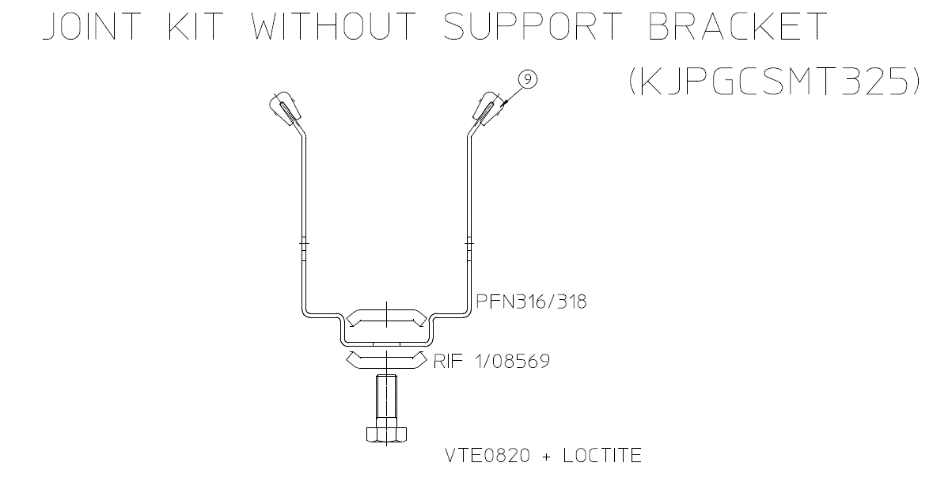 JOINT KIT WITHOUT SUPPORT BRACKET
(KJPGCSMT325)
9
PFN316/318
RIF 1/08569
VTE0820 + LOCTITE